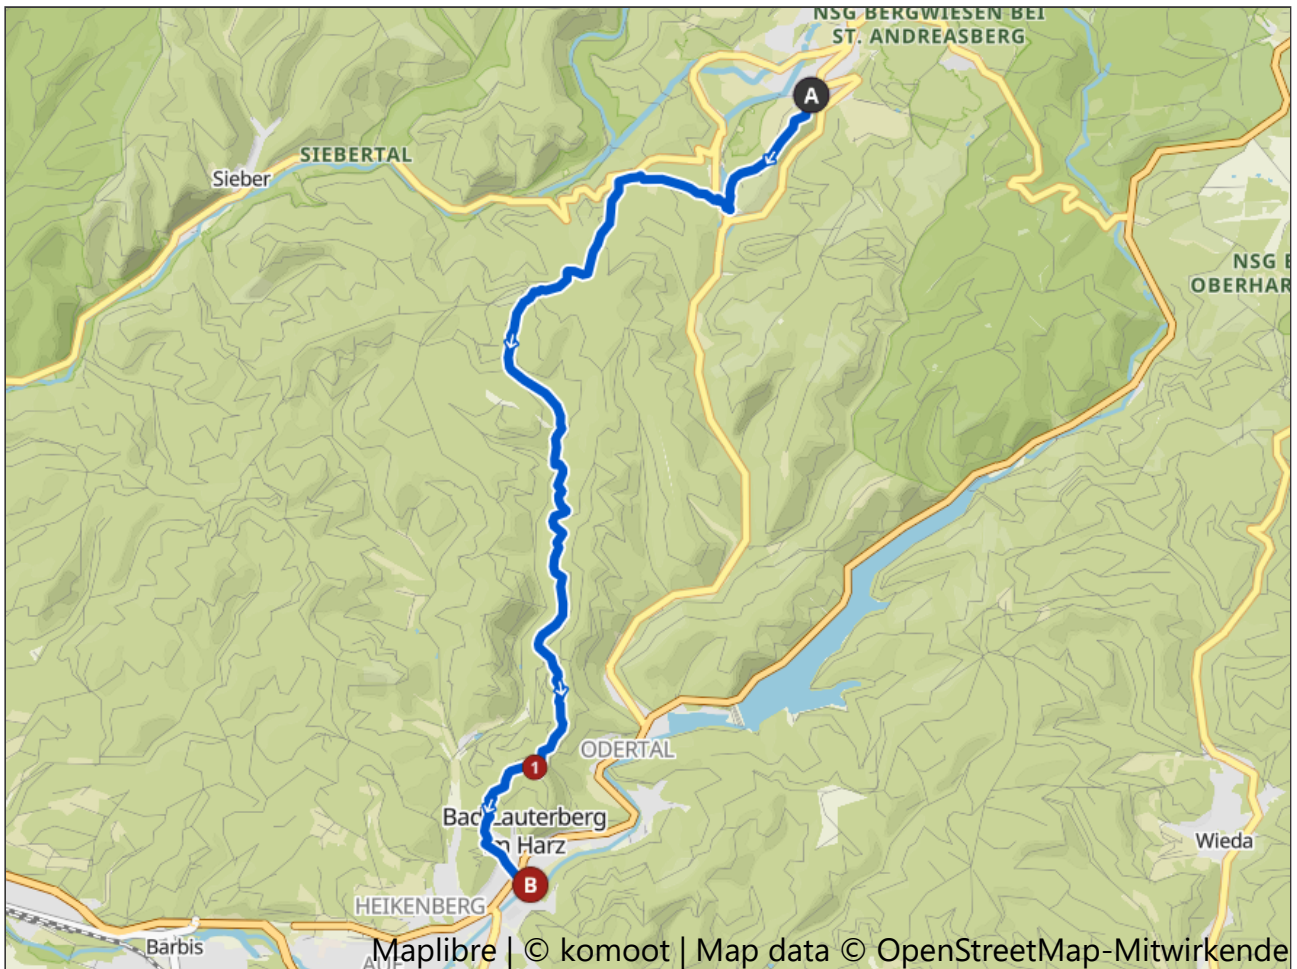 NSG BERGWIESEN BEI
ST. ANDREASBERG
A
SIEBERTAL
Sieber
NSG
OBERHAR
ODERTAL
1
Bad Lauterberg
m Harz
Wieda
B
HEIKENBERG
Barbis
AUE
Maplibre | © komoot | Map data © OpenStreetMap-Mitwirkende